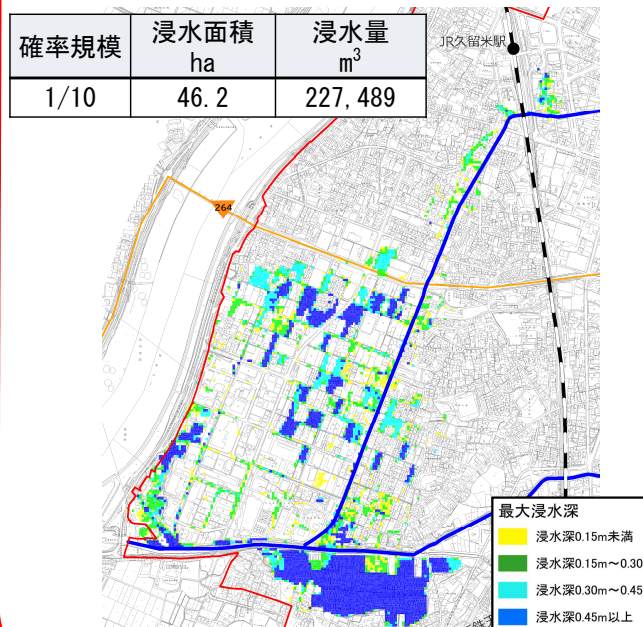 確率規模 浸水面積 ha 浸水量 m³
1/10 46.2 227,489
JR久留米駅
264
最大浸水深
浸水深0.15m未満
浸水深0.15m～0.30
浸水深0.30m～0.45
浸水深0.45m以上